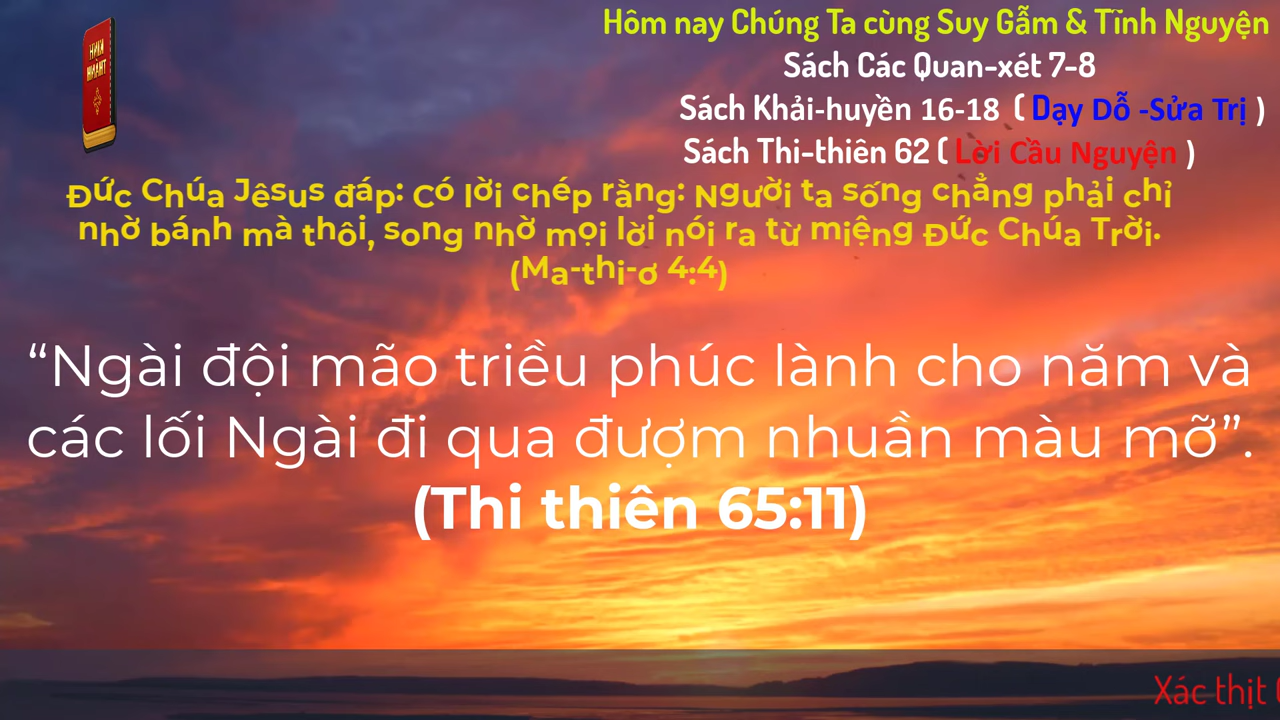 Hôm nay Chúng Ta cùng Suy Gẫm & Tĩnh Nguyện
Sách Các Quan-xét 7-8
Sách Khải-huyền 16-18 ( Dạy Dỗ -Sửa Trị )
Sách Thi-thiên 62 ( Lời Cầu Nguyện )
KINH
THÁNH
Đức Chúa Jêsus đáp: Có lời chép rằng: Người ta sống chẳng phải chỉ
nhờ bánh mà thôi, song nhờ mọi lời nói ra từ miệng Đức Chúa Trời.
(Ma-thi-ơ 4:4)
“Ngài đội mão triều phúc lành cho năm và
các lối Ngài đi qua đượm nhuần màu mỡ”.
(Thi thiên 65:11)
Xác thịt